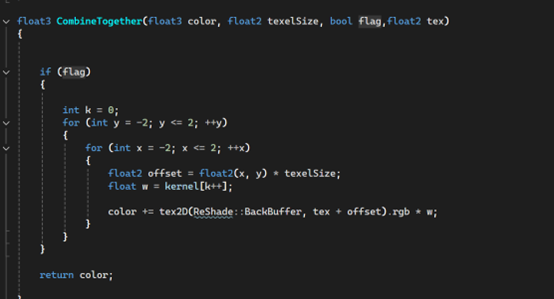 float3 CombineTogether(float3 color, float2 texelSize, bool flag,float2 tex)
{
if (flag)
{
int k = 0;
for (int y = -2; y <= 2; ++y)
{
for (int x = -2; x <= 2; ++x)
{
float2 offset = float2(x, y) * texelSize;
float w = kernel[k++];
color += tex2D(ReShade::BackBuffer, tex + offset).rgb * w;
}
}
}
return color;
}